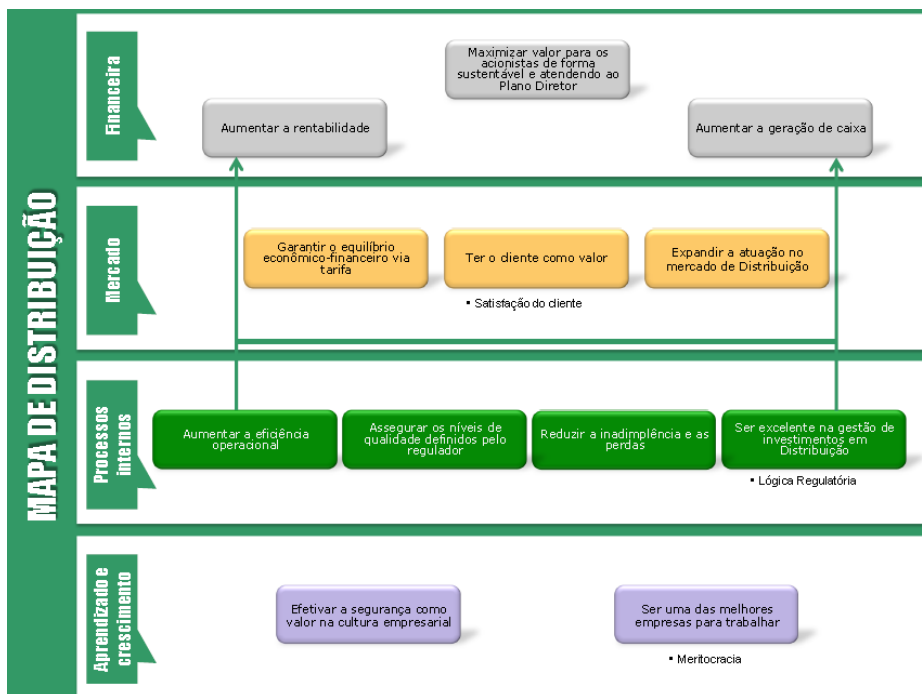 MAPA DE DISTRIBUIÇÃO
Financeira
Maximizar valor para os
acionistas de forma
sustentável e atendendo ao
Plano Diretor
Aumentar a rentabilidade
Aumentar a geração de caixa
Mercado
Garantir o equilíbrio
econômico-financeiro via
tarifa
Ter o cliente como valor
▪ Satisfação do cliente
Expandir a atuação no
mercado de Distribuição
Processos
internos
Aumentar a eficiência
operacional
Assegurar os níveis de
qualidade definidos pelo
regulador
Reduzir a inadimplência e as
perdas
Ser excelente na gestão de
investimentos em
Distribuição
▪ Lógica Regulatória
Aprendizado e
crescimento
Efetivar a segurança como
valor na cultura empresarial
Ser uma das melhores
empresas para trabalhar
▪ Meritocracia